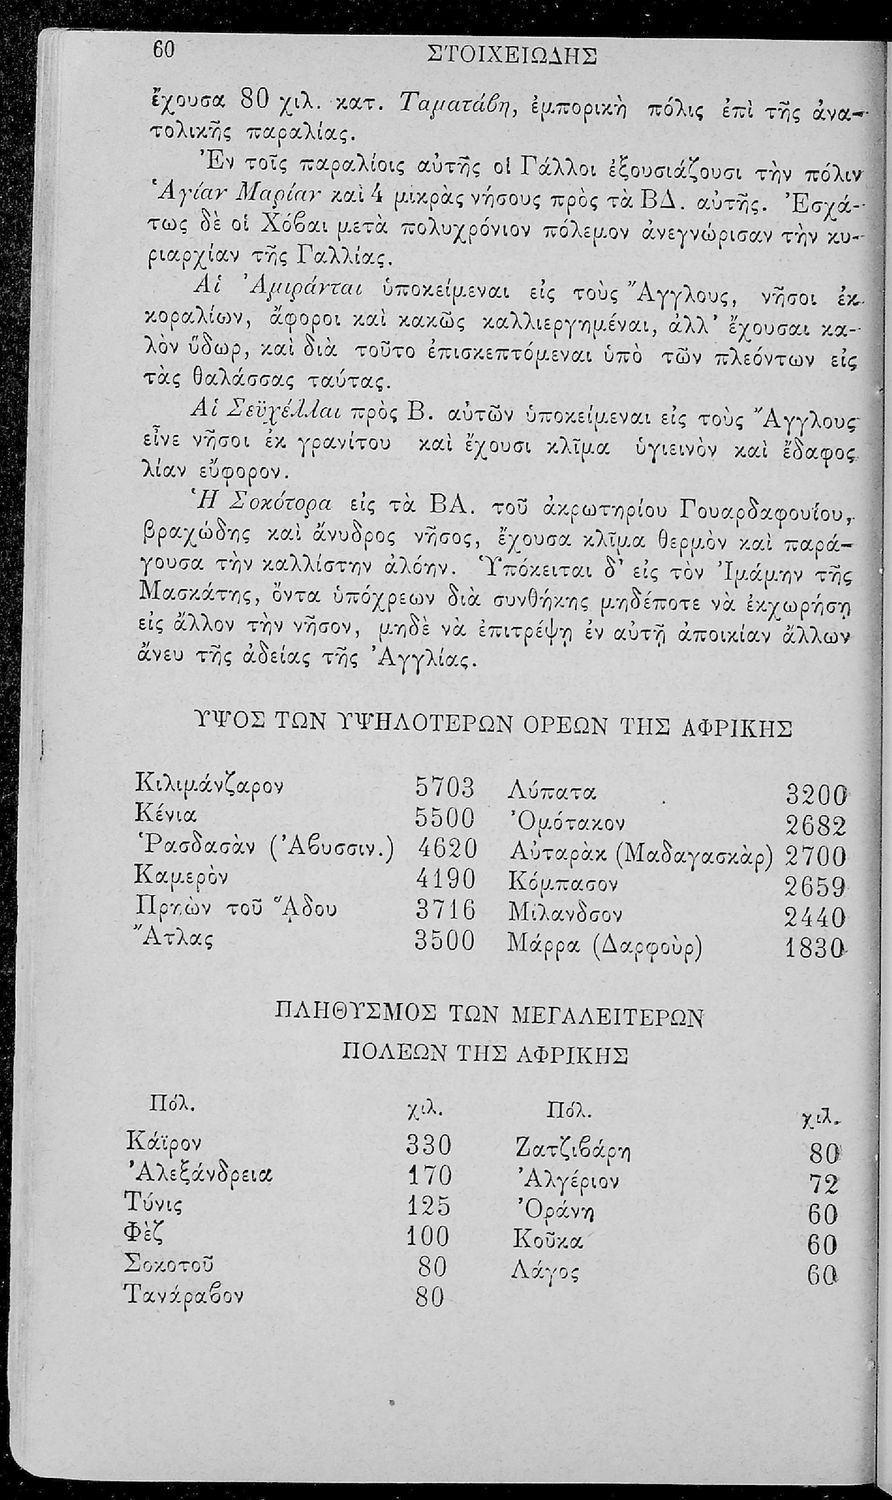 60 ΣΤΟΙΧΕΙΩΔΗΣ
ἔχουσα 80 χιλ. κατ. Ταματάβη, ἐμπορικὴ πόλις ἐπὶ τῆς ἀνα-
τολικῆς παραλίας.
Ἐν τοῖς παραλίοις αὐτῆς οἱ Γάλλοι ἐξουσιάζουσι τὴν πόλιν
Ἁγίαν Μαρίαν καὶ 4 μικρὰς νήσους πρὸς τὰ ΒΔ. αὐτῆς. Ἐσχά-
τως δὲ οἱ Χόβαι μετὰ πολυχρόνιον πόλεμον ἀνεγνώρισαν τὴν κυ-
ριαρχίαν τῆς Γαλλίας.
Αἱ Ἀμιράνται ὑποκείμεναι εἰς τοὺς Ἄγγλους, νῆσοι ἐκ
κοραλίων, ἄφοροι καὶ κακῶς καλλιεργημέναι, ἀλλ' ἔχουσαι κα-
λὸν ὕδωρ, καὶ διὰ τοῦτο ἐπισκεπτόμεναι ὑπὸ τῶν πλεόντων εἰς
τὰς θαλάσσας ταύτας.
Αἱ Σεϋχέλλαι πρὸς Β. αὐτῶν ὑποκείμεναι εἰς τοὺς Ἄγγλους
εἶνε νῆσοι ἐκ γρανίτου καὶ ἔχουσι κλῖμα ὑγιεινὸν καὶ ἔδαφος
λίαν εὔφορον.
Ἡ Σοκότορα εἰς τὰ ΒΑ. τοῦ ἀκρωτηρίου Γουαρδαφουίου,
βραχώδης καὶ ἄνυδρος νῆσος, ἔχουσα κλῖμα θερμὸν καὶ παρά-
γουσα τὴν καλλίστην ἀλόην. Ὑπόκειται δ' εἰς τὸν Ἰμάμην τῆς
Μασκάτης, ὄντα ὑπόχρεων διὰ συνθήκης μηδέποτε νὰ ἐκχωρήσῃ
εἰς ἄλλον τὴν νῆσον, μηδὲ νὰ ἐπιτρέψῃ ἐν αὐτῇ ἀποικίαν ἄλλων
ἄνευ τῆς ἀδείας τῆς Ἀγγλίας.
ΥΨΟΣ ΤΩΝ ΥΨΗΛΟΤΕΡΩΝ ΟΡΕΩΝ ΤΗΣ ΑΦΡΙΚΗΣ
Κιλιμάνζαρον 5703 Λύπατα 3200
Κένια 5500 Ὀμότακον 2682
Ῥασδασὰν (Ἀβυσσιν.) 4620 Αὐταρὰκ (Μαδαγασκὰρ) 2700
Καμερὸν 4190 Κόμπασον 2659
Πρηὼν τοῦ ᾍδου 3716 Μίλανδσον 2440
Ἄτλας 3500 Μάρρα (Δαρφοὺρ) 1830
ΠΛΗΘΥΣΜΟΣ ΤΩΝ ΜΕΓΑΛΕΙΤΕΡΩΝ
ΠΟΛΕΩΝ ΤΗΣ ΑΦΡΙΚΗΣ
Πόλ. χιλ. Πόλ. χιλ.
Κάϊρον 330 Ζατζιβάρη 80
Ἀλεξάνδρεια 170 Ἀλγέριον 72
Τύνις 125 Ὀράνη 60
Φὲζ 100 Κοῦκα 60
Σοκοτοῦ 80 Λάγος 60
Τανάραβον 80